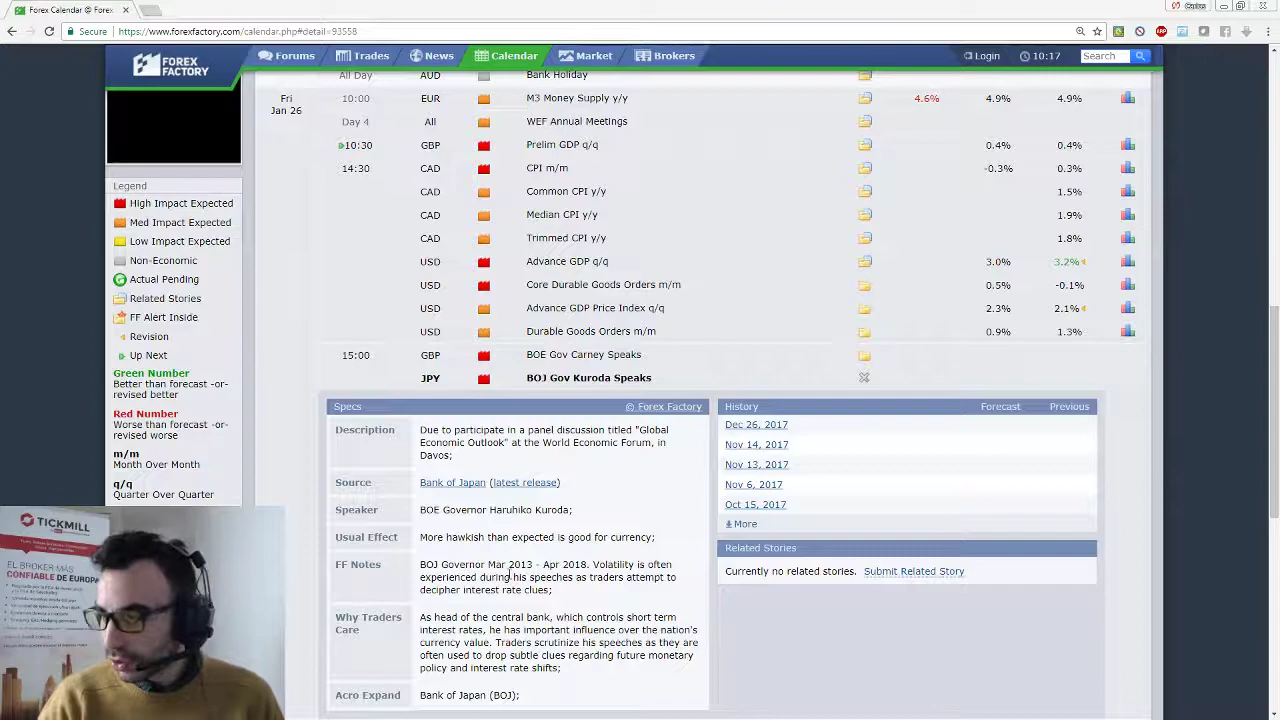 Forex Calendar @ Forex
Carlos
Secure
https://www.forexfactory.com/calendar.php#detail=93558
FOREX FACTORY
Forums
Trades
News
Calendar
Market
Brokers
Login
10:17
Search
All Day AUD Bank Holiday
Fri Jan 26
10:00 EUR M3 Money Supply y/y 4.6% 4.9% 4.9%
Day 4 All WEF Annual Meetings
10:30 GBP Prelim GDP q/q 0.4% 0.4%
14:30 CAD CPI m/m -0.3% 0.3%
CAD Common CPI y/y 1.5%
CAD Median CPI y/y 1.9%
CAD Trimmed CPI y/y 1.8%
USD Advance GDP q/q 3.0% 3.2%
USD Core Durable Goods Orders m/m 0.5% -0.1%
USD Advance GDP Price Index q/q 2.3% 2.1%
USD Durable Goods Orders m/m 0.9% 1.3%
15:00 GBP BOE Gov Carney Speaks
JPY BOJ Gov Kuroda Speaks
Legend
High Impact Expected
Med Impact Expected
Low Impact Expected
Non-Economic
Actual Pending
Related Stories
FF Alert Inside
Revision
Up Next
Green Number
Better than forecast -or-
revised better
Red Number
Worse than forecast -or-
revised worse
m/m
Month Over Month
q/q
Quarter Over Quarter
Specs
© Forex Factory
Description Due to participate in a panel discussion titled "Global
Economic Outlook" at the World Economic Forum, in
Davos;
Source Bank of Japan (latest release)
Speaker BOE Governor Haruhiko Kuroda;
Usual Effect More hawkish than expected is good for currency;
FF Notes BOJ Governor Mar 2013 - Apr 2018. Volatility is often
experienced during his speeches as traders attempt to
decipher interest rate clues;
Why Traders Care As head of the central bank, which controls short term
interest rates, he has important influence over the nation's
currency value. Traders scrutinize his speeches as they are
often used to drop subtle clues regarding future monetary
policy and interest rate shifts;
Acro Expand Bank of Japan (BOJ);
History Forecast Previous
Dec 26, 2017
Nov 14, 2017
Nov 13, 2017
Nov 6, 2017
Oct 15, 2017
More
Related Stories
Currently no related stories. Submit Related Story
TICKMILL
EL BROKER MÁS
CONFIABLE DE EUROPA